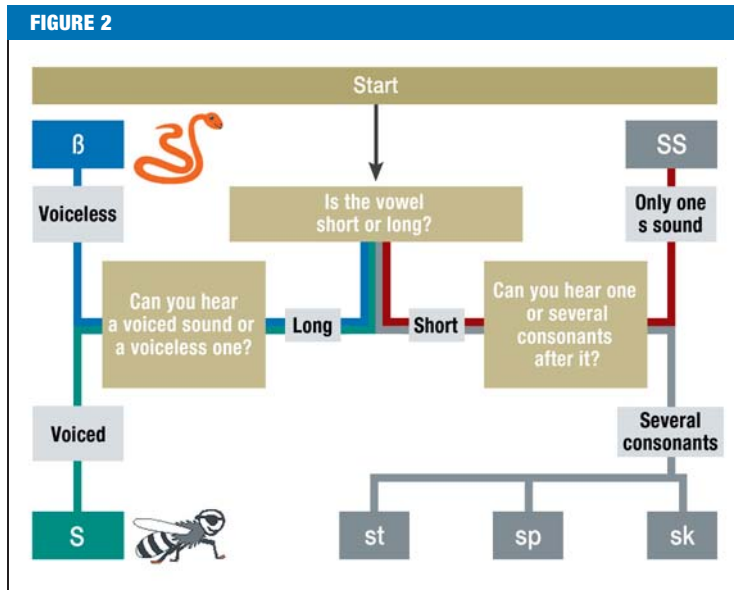 FIGURE 2
Start
ß
SS
Voiceless
Is the vowel
short or long?
Only one
s sound
Can you hear
a voiced sound or
a voiceless one?
Long
Short
Can you hear one
or several
consonants
after it?
Voiced
Several
consonants
S
st
sp
sk